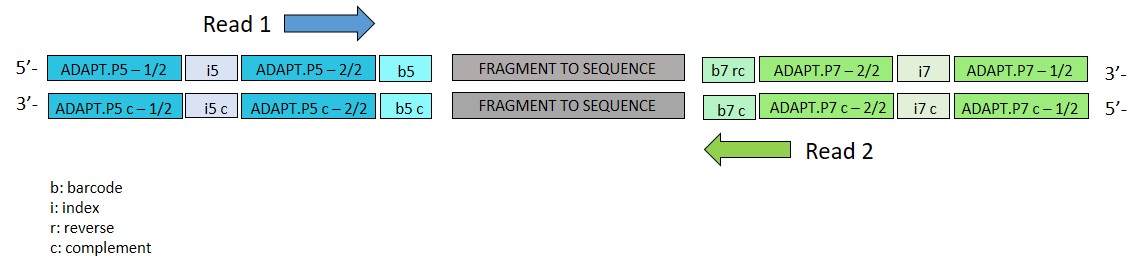 Read 1
5’- ADAPT.P5 – 1/2 i5 ADAPT.P5 – 2/2 b5 FRAGMENT TO SEQUENCE b7 rc ADAPT.P7 – 2/2 i7 ADAPT.P7 – 1/2 3’-
3’- ADAPT.P5 c – 1/2 i5 c ADAPT.P5 c – 2/2 b5 c FRAGMENT TO SEQUENCE b7 c ADAPT.P7 c – 2/2 i7 c ADAPT.P7 c – 1/2 5’-
Read 2
b: barcode
i: index
r: reverse
c: complement